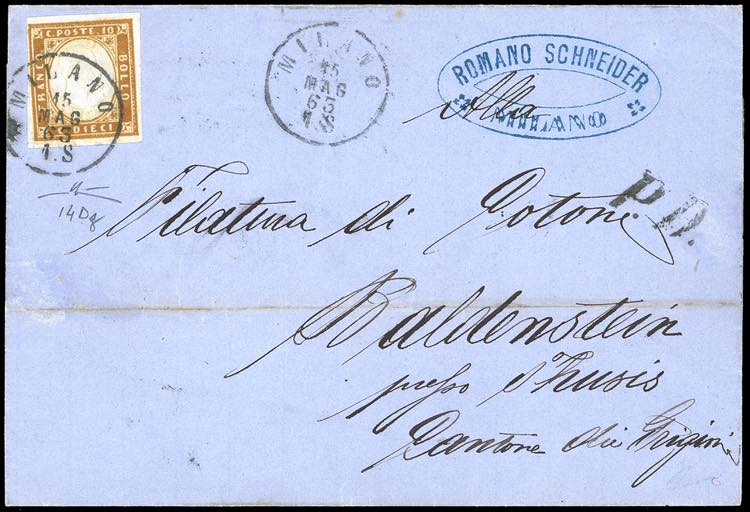 C. POSTE. 10
FRANCO
BOLLO
DIECI
MILANO
15
MAG
63
1.S
MILANO
15
MAG
63
1.S
ROMANO SCHNEIDER
MILANO
Alla
P.D.
14Dg
Filatura di Cotone
Baldenstein
presso Thusis
Cantone dei Grigioni